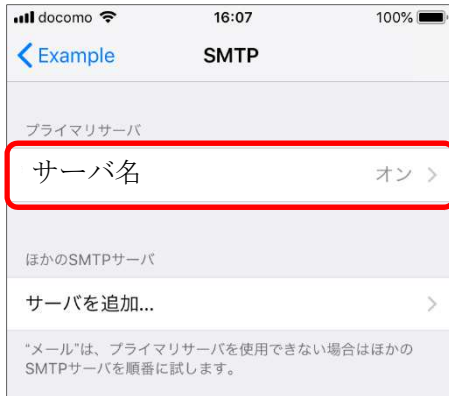 docomo 16:07 100%
Example SMTP
プライマリサーバ
サーバ名 オン
ほかのSMTPサーバ
サーバを追加...
“メール”は、プライマリサーバを使用できない場合はほかの
SMTPサーバを順番に試します。